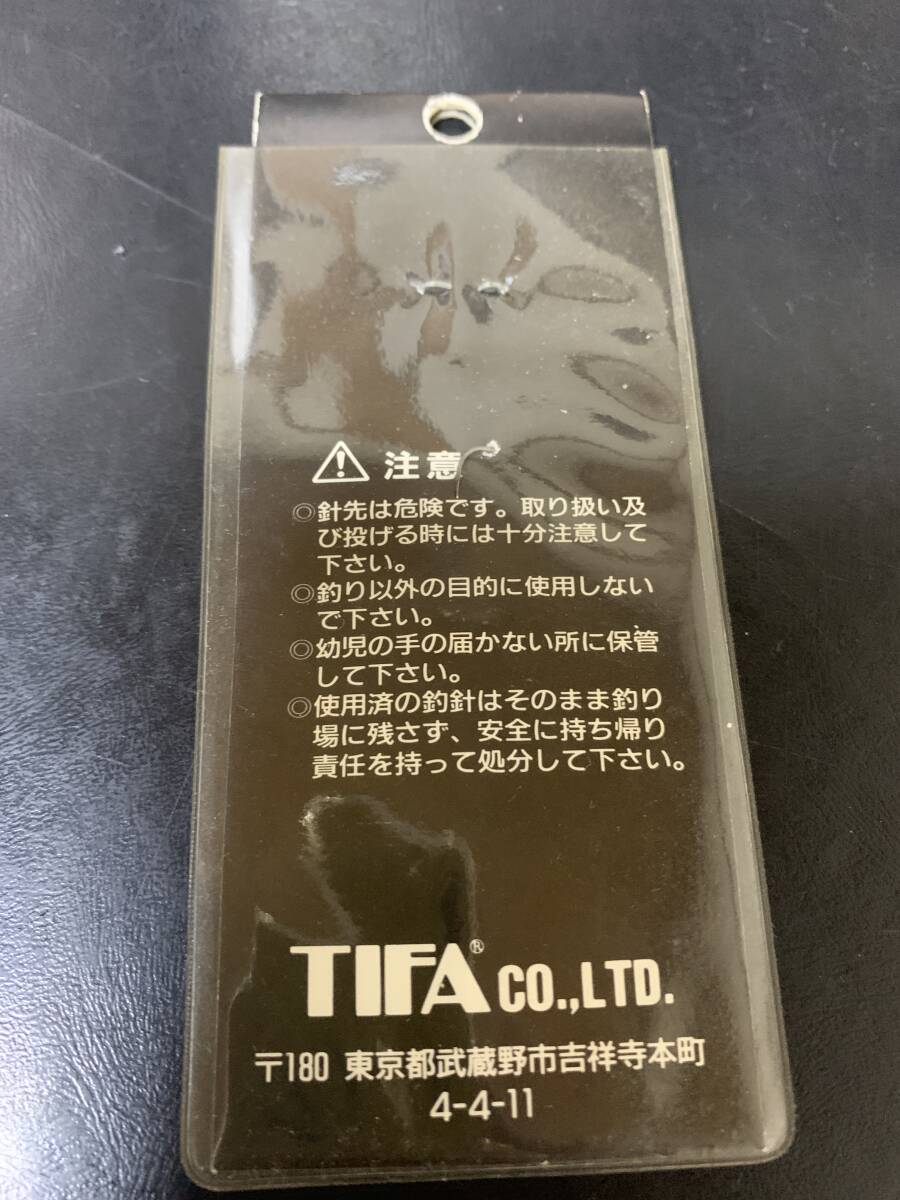 ⚠ 注意
◎針先は危険です。取り扱い及
び投げる時には十分注意して
下さい。
◎釣り以外の目的に使用しない
で下さい。
◎幼児の手の届かない所に保管
して下さい。
◎使用済の釣針はそのまま釣り
場に残さず、安全に持ち帰り
責任を持って処分して下さい。
TIFA® CO.,LTD.
〒180 東京都武蔵野市吉祥寺本町
4-4-11